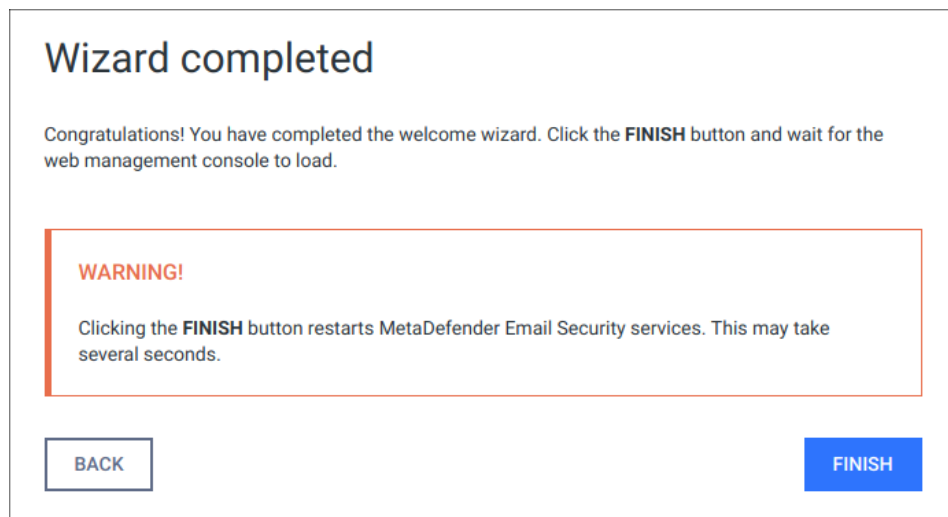 Wizard completed
Congratulations! You have completed the welcome wizard. Click the FINISH button and wait for the
web management console to load.
WARNING!
Clicking the FINISH button restarts MetaDefender Email Security services. This may take
several seconds.
BACK
FINISH